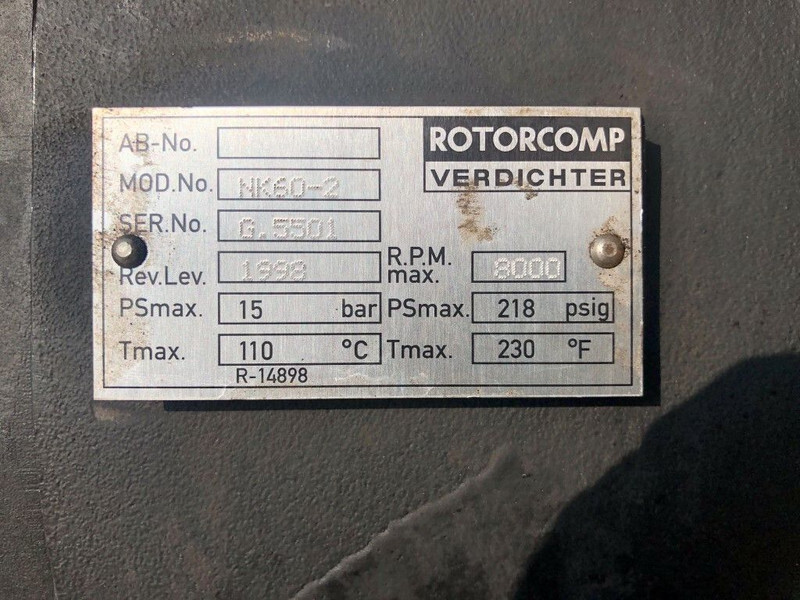 AB-No.
ROTORCOMP
VERDICHTER
MOD.No. NK60-2
SER.No. G.5501
Rev.Lev. 1998 R.P.M. max. 8000
PSmax. 15 bar PSmax. 218 psig
Tmax. 110 °C Tmax. 230 °F
R-14898